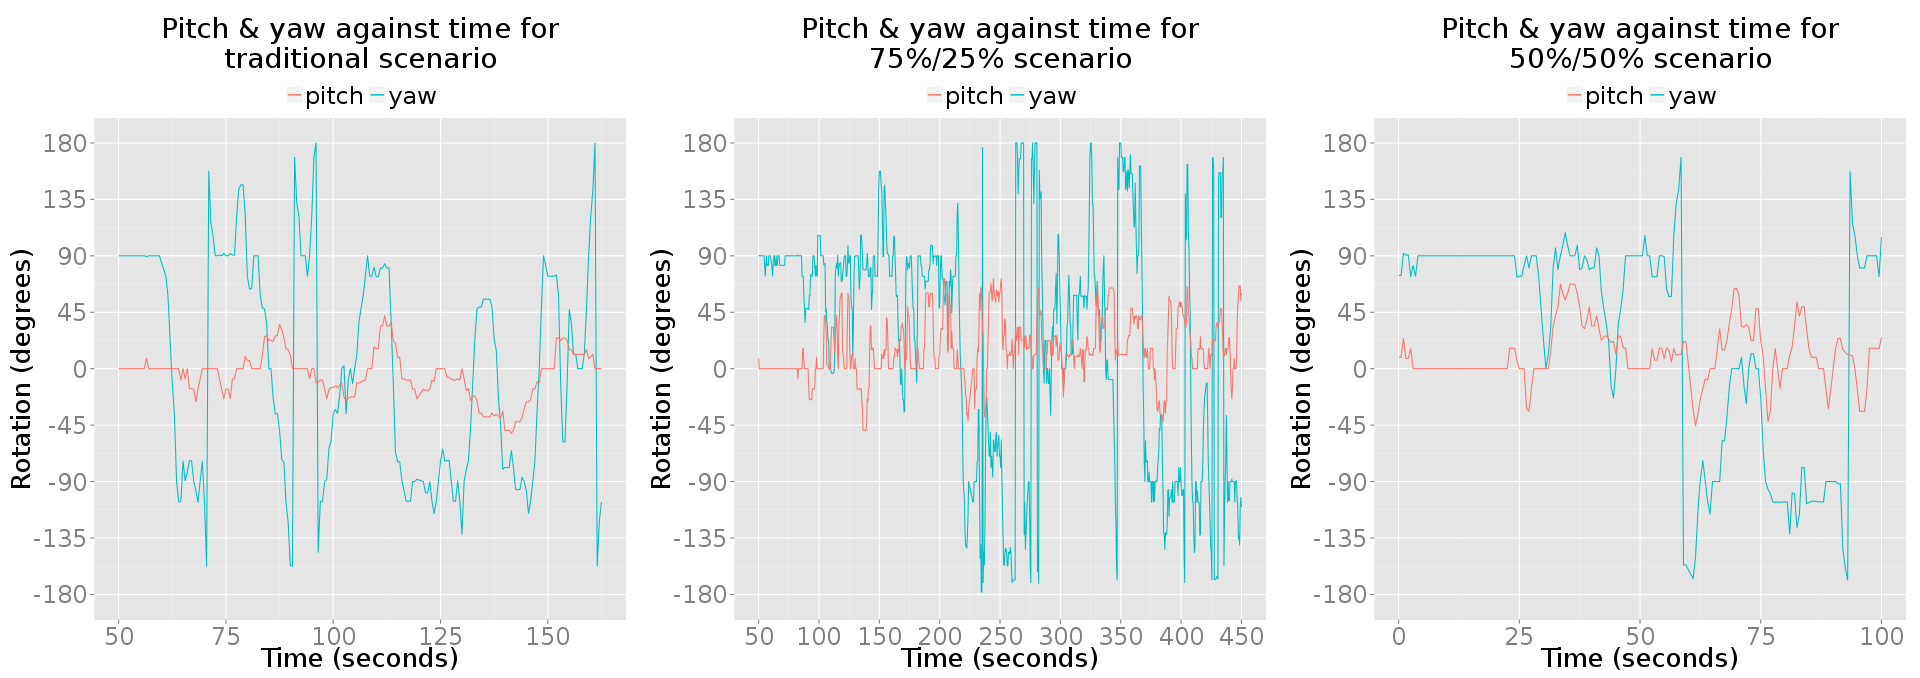 Pitch & yaw against time for
traditional scenario
pitch yaw
180
135
90
45
0
-45
-90
-135
-180
Rotation (degrees)
50 75 100 125 150
Time (seconds)
Pitch & yaw against time for
75%/25% scenario
pitch yaw
180
135
90
45
0
-45
-90
-135
-180
Rotation (degrees)
50 100 150 200 250 300 350 400 450
Time (seconds)
Pitch & yaw against time for
50%/50% scenario
pitch yaw
180
135
90
45
0
-45
-90
-135
-180
Rotation (degrees)
0 25 50 75 100
Time (seconds)